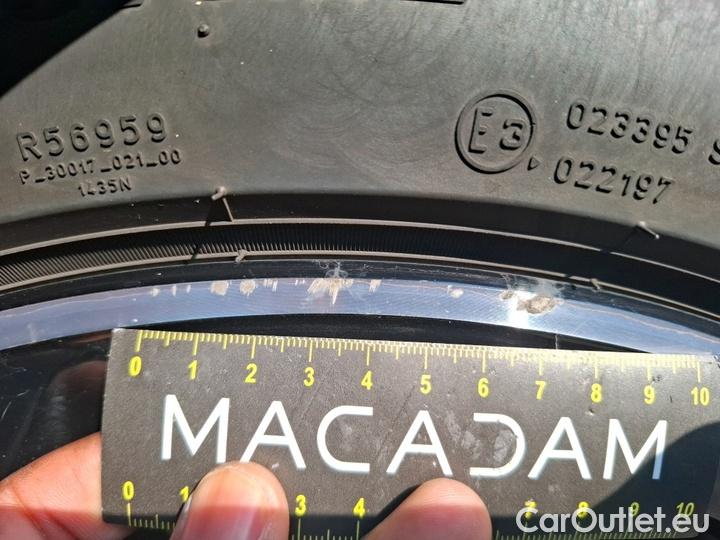 R56959
P_30017_021_00
1435N
E3
023395 S
022197
0 1 2 3 4 5 6 7 8 9 10
MACADAM
0 1 3 4 7 8 9 10
CarOutlet.eu